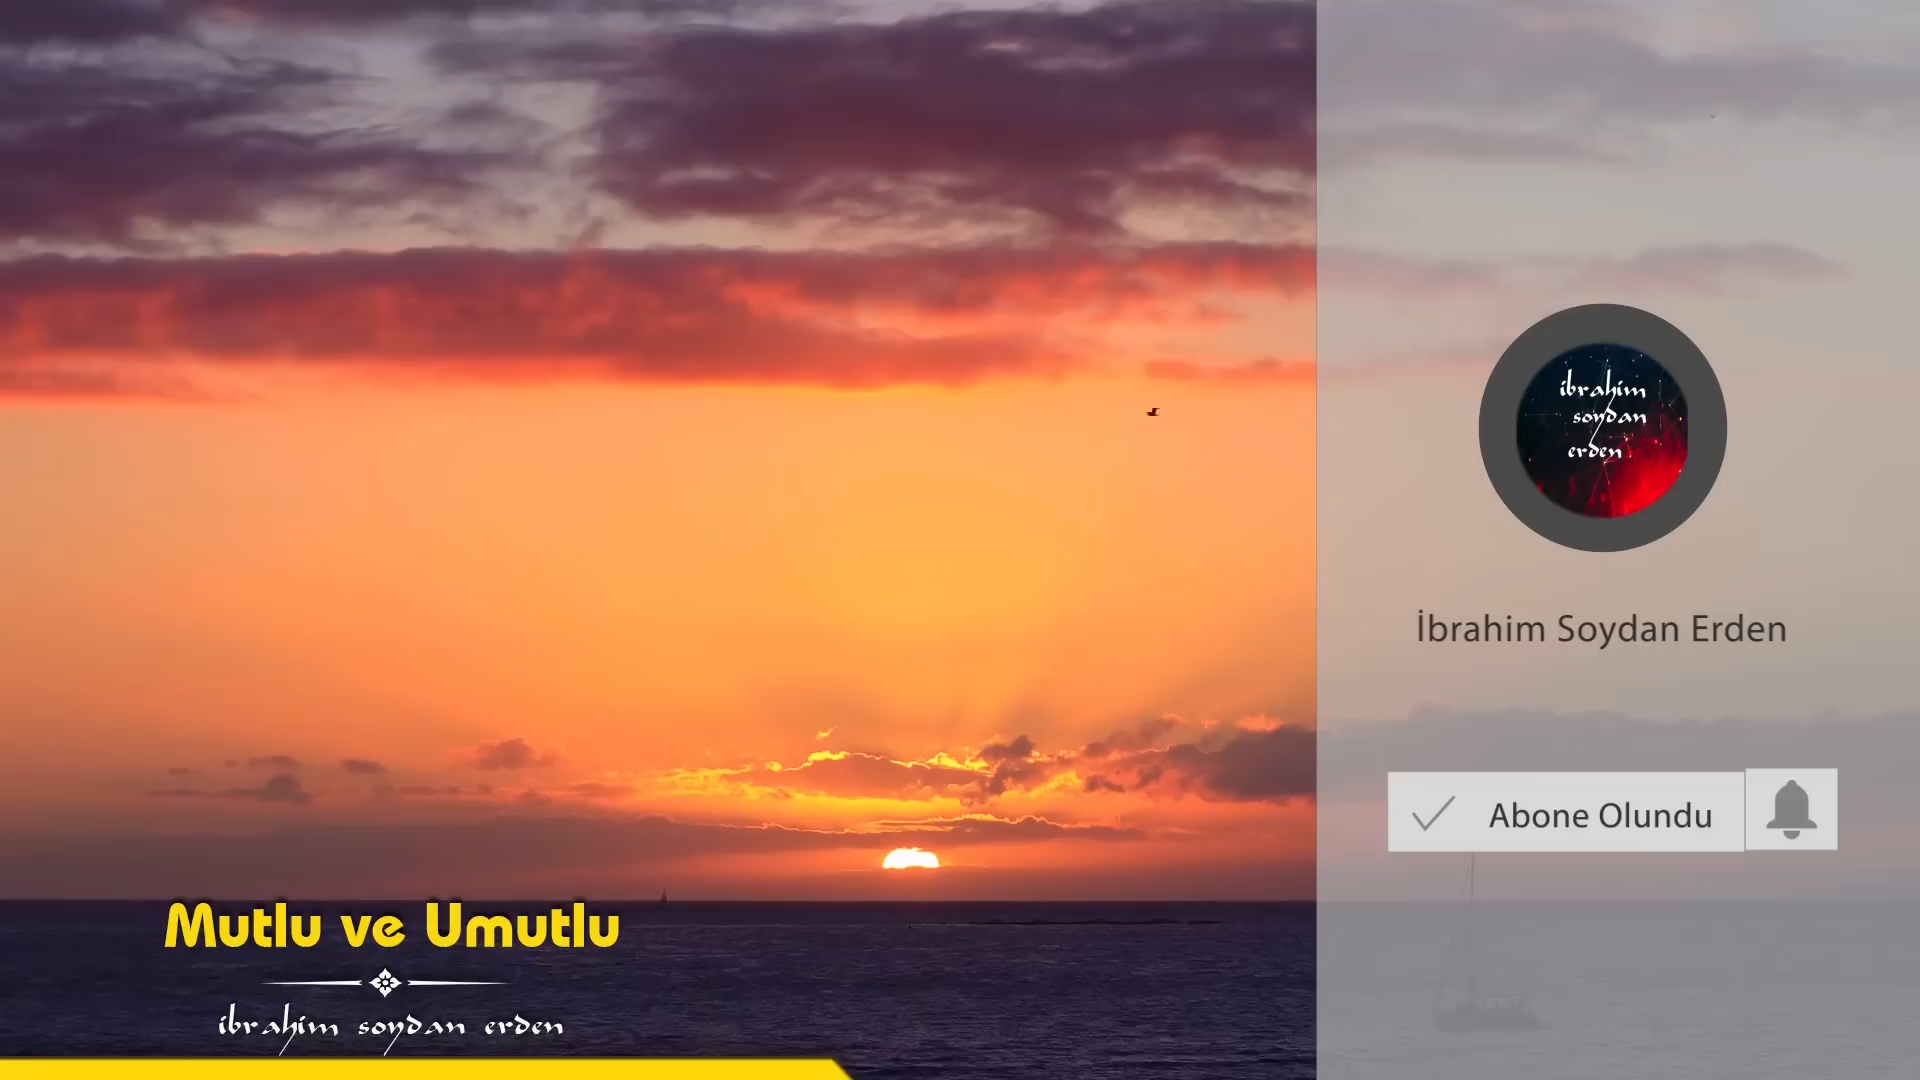 Mutlu ve Umutlu
ibrahim soydan erden
ibrahim
soydan
erden
İbrahim Soydan Erden
Abone Olundu